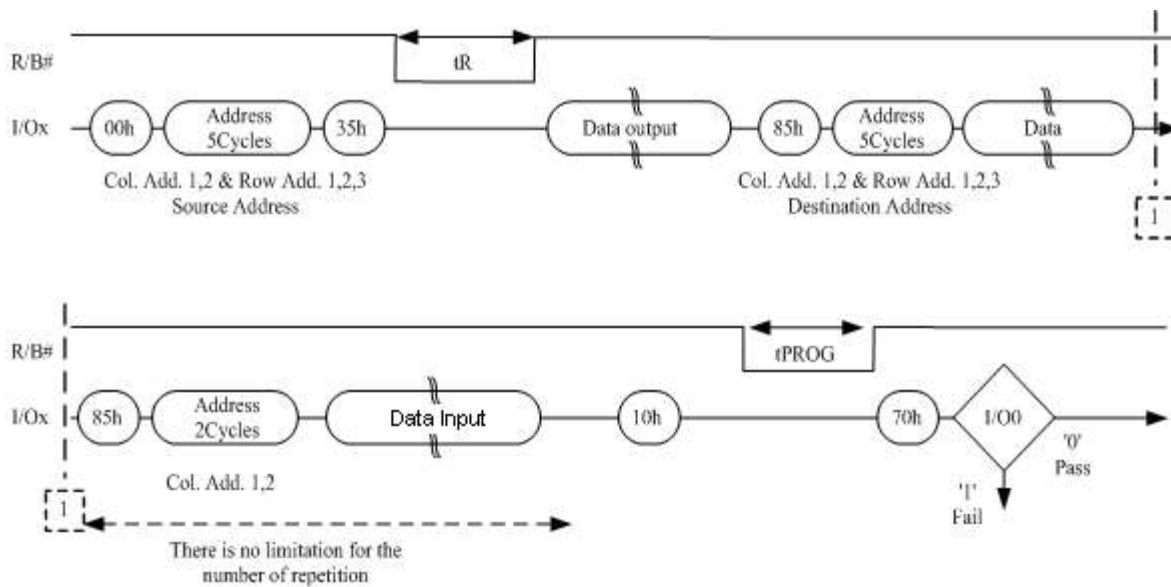 R/B#
tR
I/Ox
00h
Address
5Cycles
35h
Data output
85h
Address
5Cycles
Data
Col. Add. 1,2 & Row Add. 1,2,3
Source Address
Col. Add. 1,2 & Row Add. 1,2,3
Destination Address
1
R/B#
tPROG
I/Ox
85h
Address
2Cycles
Data Input
10h
70h
I/O0
'0'
Pass
Col. Add. 1,2
1
'1'
Fail
There is no limitation for the
number of repetition